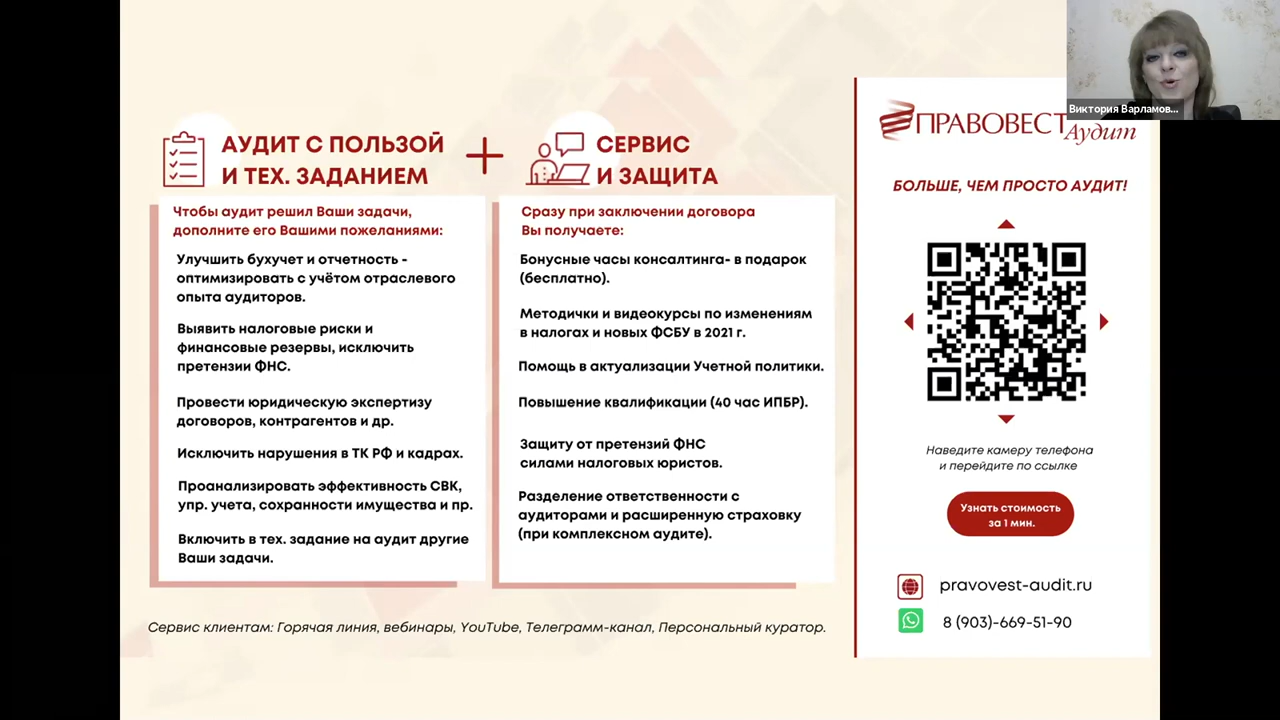 АУДИТ С ПОЛЬЗОЙ
И ТЕХ. ЗАДАНИЕМ
Чтобы аудит решил Ваши задачи,
дополните его Вашими пожеланиями:
Улучшить бухучет и отчетность -
оптимизировать с учётом отраслевого
опыта аудиторов.
Выявить налоговые риски и
финансовые резервы, исключить
претензии ФНС.
Провести юридическую экспертизу
договоров, контрагентов и др.
Исключить нарушения в ТК РФ и кадрах.
Проанализировать эффективность СВК,
упр. учета, сохранности имущества и пр.
Включить в тех. задание на аудит другие
Ваши задачи.
+
СЕРВИС
И ЗАЩИТА
Сразу при заключении договора
Вы получаете:
Бонусные часы консалтинга- в подарок
(бесплатно).
Методички и видеокурсы по изменениям
в налогах и новых ФСБУ в 2021 г.
Помощь в актуализации Учетной политики.
Повышение квалификации (40 час ИПБР).
Защиту от претензий ФНС
силами налоговых юристов.
Разделение ответственности с
аудиторами и расширенную страховку
(при комплексном аудите).
Сервис клиентам: Горячая линия, вебинары, YouTube, Телеграмм-канал, Персональный куратор.
Виктория Варламов...
ПРАВОВЕСТ
Аудит
БОЛЬШЕ, ЧЕМ ПРОСТО АУДИТ!
Наведите камеру телефона
и перейдите по ссылке
Узнать стоимость
за 1 мин.
pravovest-audit.ru
8 (903)-669-51-90